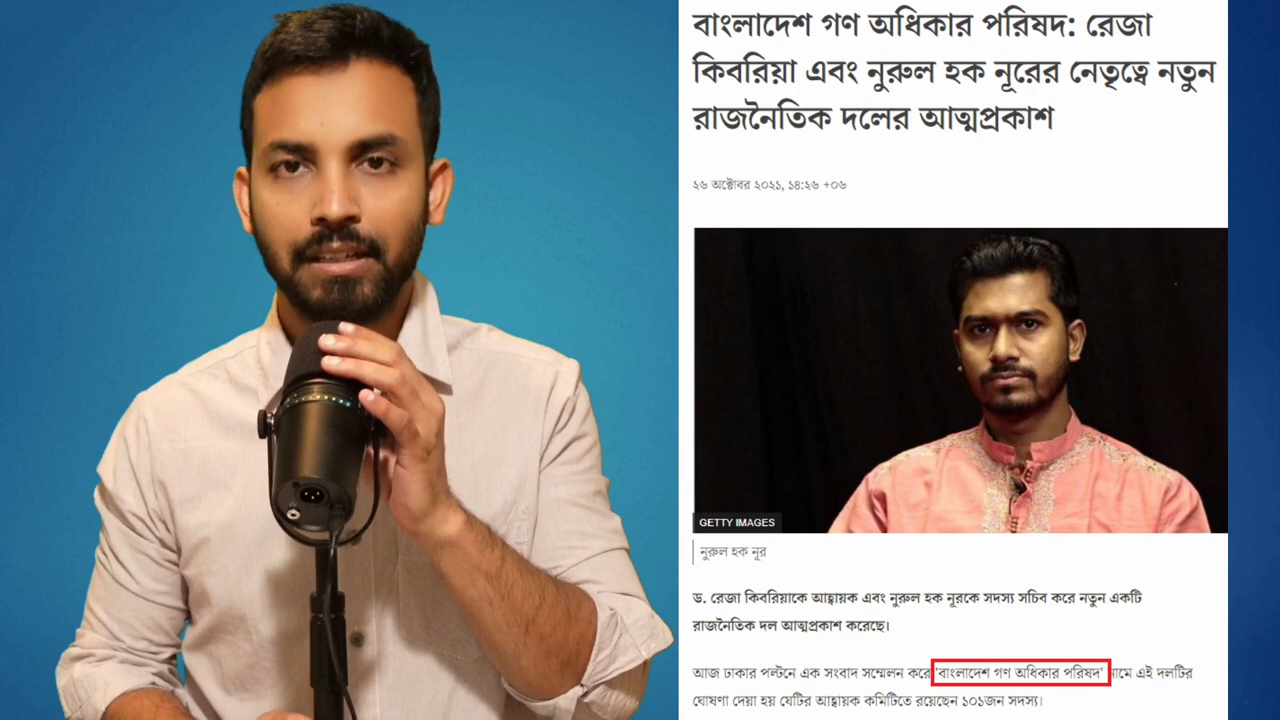 বাংলাদেশ গণ অধিকার পরিষদ: রেজা
কিবরিয়া এবং নুরুল হক নূরের নেতৃত্বে নতুন
রাজনৈতিক দলের আত্মপ্রকাশ
২৬ অক্টোবর ২০২১, ১৪:২৬ +০৬
GETTY IMAGES
নুরুল হক নূর
ড. রেজা কিবরিয়াকে আহ্বায়ক এবং নুরুল হক নূরকে সদস্য সচিব করে নতুন একটি
রাজনৈতিক দল আত্মপ্রকাশ করেছে।
আজ ঢাকার পল্টনে এক সংবাদ সম্মেলন করে 'বাংলাদেশ গণ অধিকার পরিষদ' নামে এই দলটির
ঘোষণা দেয়া হয় যেটির আহ্বায়ক কমিটিতে রয়েছেন ১০১জন সদস্য।